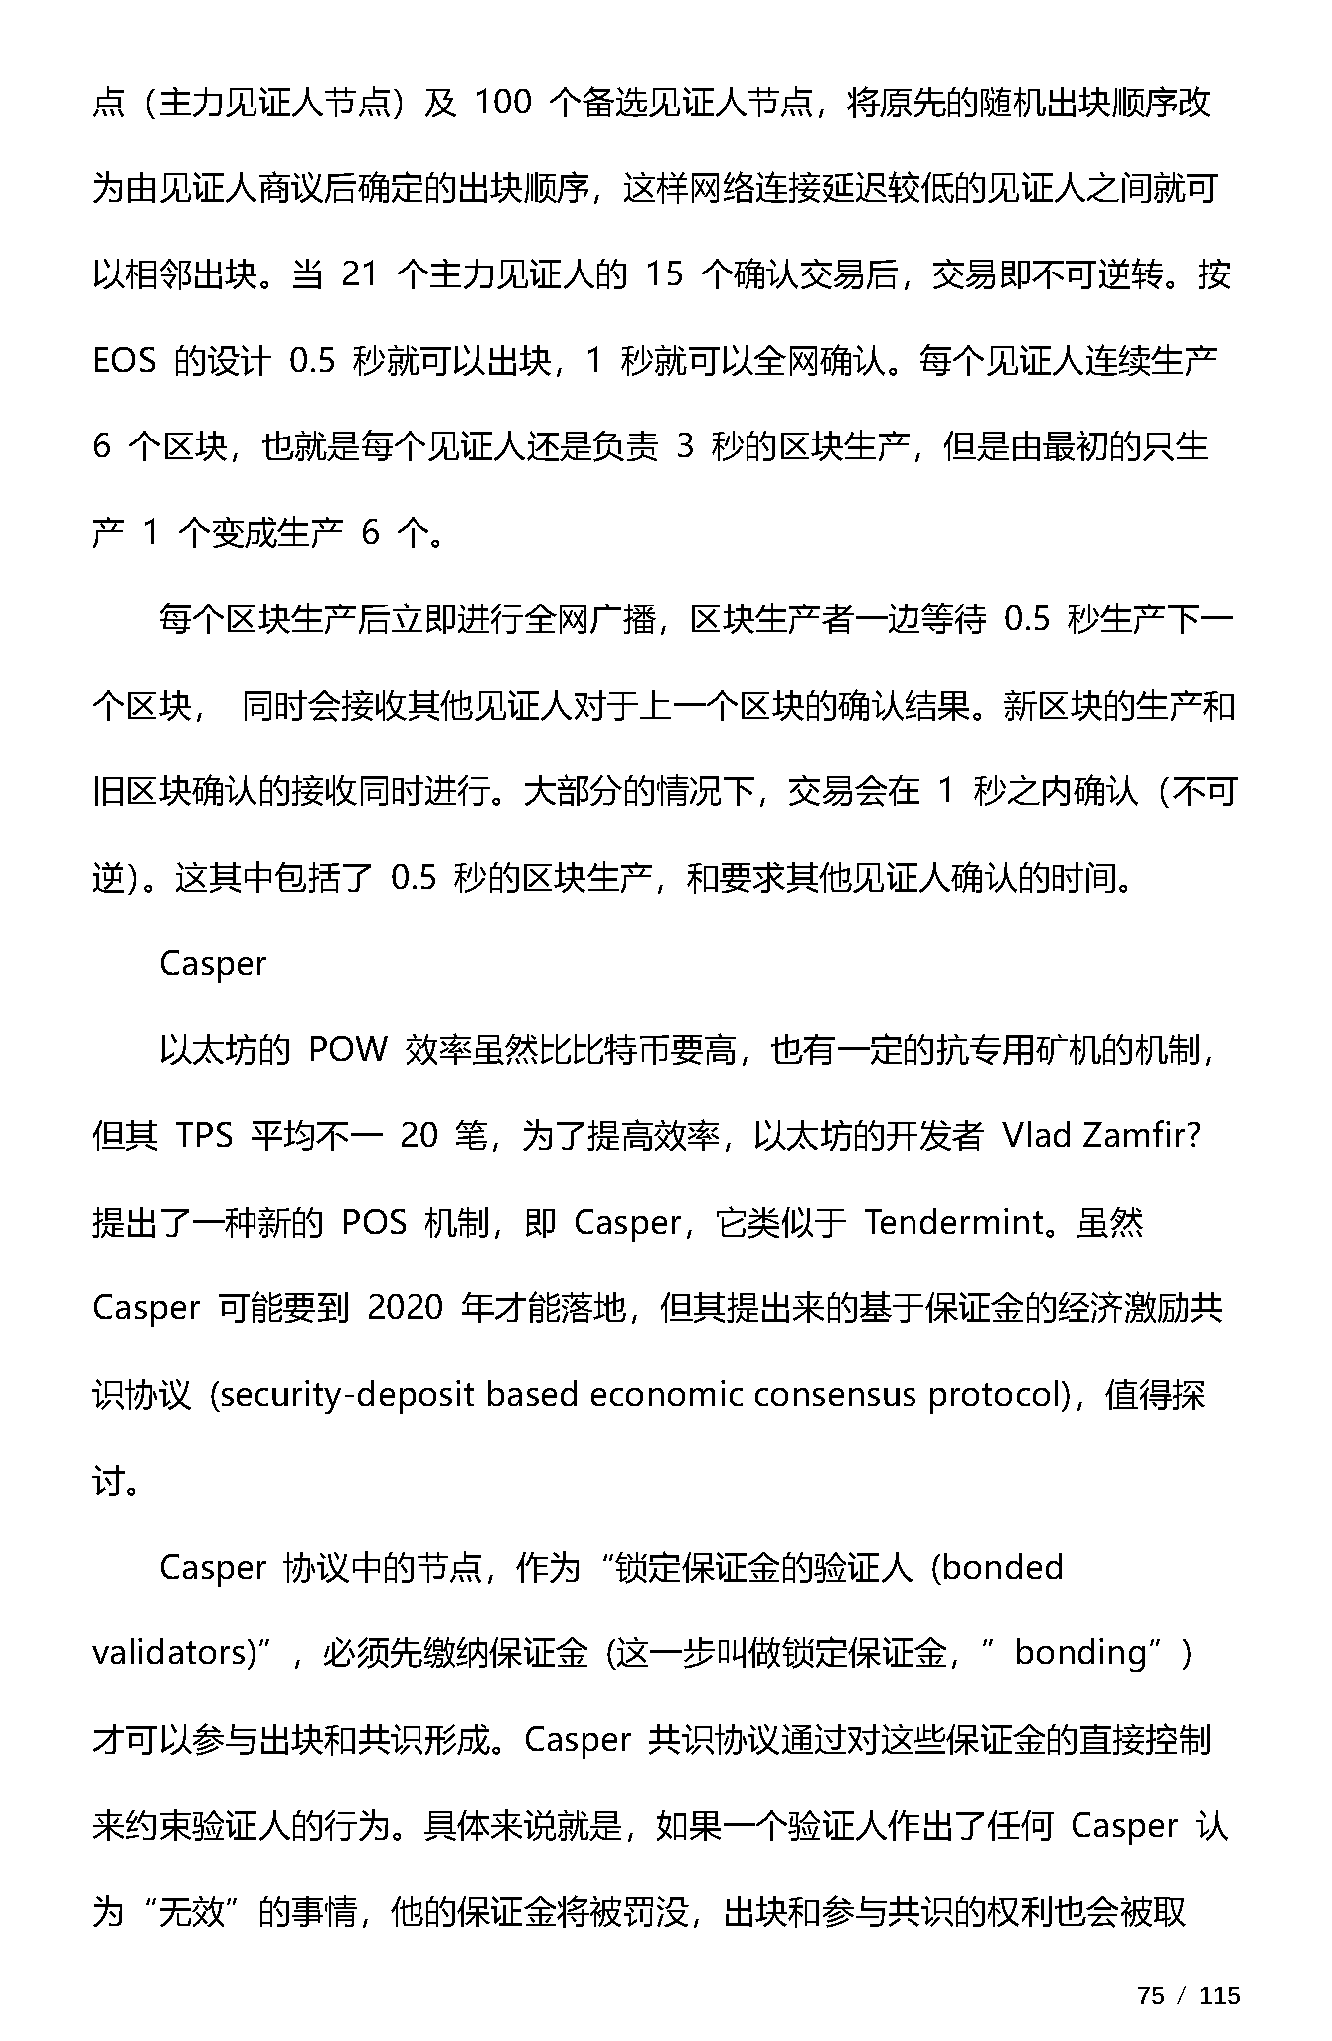 点（主力见证人节点）及 100 个备选见证人节点，将原先的随机出块顺序改
为由见证人商议后确定的出块顺序，这样网络连接延迟较低的见证人之间就可
以相邻出块。当 21 个主力见证人的 15 个确认交易后，交易即不可逆转。按
EOS 的设计 0.5 秒就可以出块，1 秒就可以全网确认。每个见证人连续生产
6 个区块，也就是每个见证人还是负责 3 秒的区块生产，但是由最初的只生
产 1 个变成生产 6 个。
每个区块生产后立即进行全网广播，区块生产者一边等待 0.5 秒生产下一
个区块， 同时会接收其他见证人对于上一个区块的确认结果。新区块的生产和
旧区块确认的接收同时进行。大部分的情况下，交易会在 1 秒之内确认（不可
逆）。这其中包括了 0.5 秒的区块生产，和要求其他见证人确认的时间。
Casper
以太坊的 POW 效率虽然比比特币要高，也有一定的抗专用矿机的机制，
但其 TPS 平均不一 20 笔，为了提高效率，以太坊的开发者 Vlad Zamfir?
提出了一种新的 POS 机制，即 Casper，它类似于 Tendermint。虽然
Casper 可能要到 2020 年才能落地，但其提出来的基于保证金的经济激励共
识协议 (security-deposit based economic consensus protocol)，值得探
讨。
Casper 协议中的节点，作为“锁定保证金的验证人 (bonded
validators)”，必须先缴纳保证金 (这一步叫做锁定保证金，”bonding”)
才可以参与出块和共识形成。Casper 共识协议通过对这些保证金的直接控制
来约束验证人的行为。具体来说就是，如果一个验证人作出了任何 Casper 认
为“无效”的事情，他的保证金将被罚没，出块和参与共识的权利也会被取
75 / 115